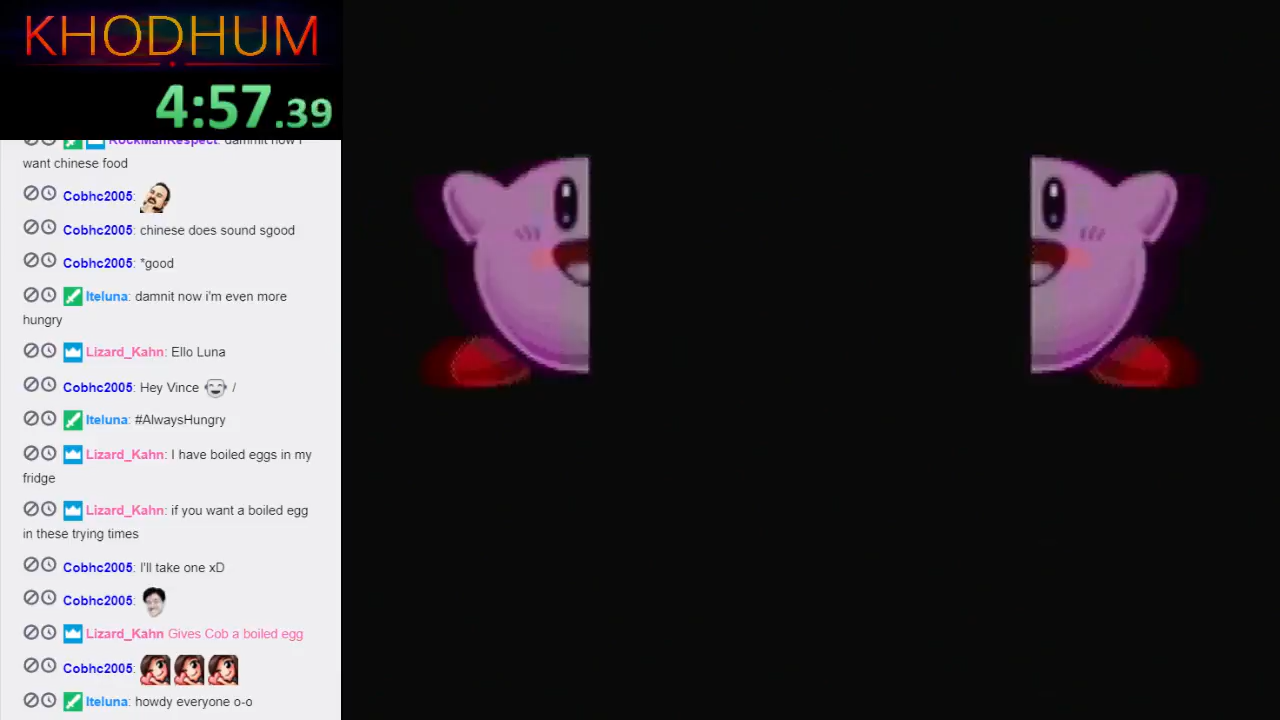 KHODHUM
4:57.39
RockManRespect: dammit now i
want chinese food
Cobhc2005:
Cobhc2005: chinese does sound sgood
Cobhc2005: *good
Iteluna: damnit now i'm even more
hungry
Lizard_Kahn: Ello Luna
Cobhc2005: Hey Vince /
Iteluna: #AlwaysHungry
Lizard_Kahn: I have boiled eggs in my
fridge
Lizard_Kahn: if you want a boiled egg
in these trying times
Cobhc2005: I'll take one xD
Cobhc2005:
Lizard_Kahn Gives Cob a boiled egg
Cobhc2005:
Iteluna: howdy everyone o-o